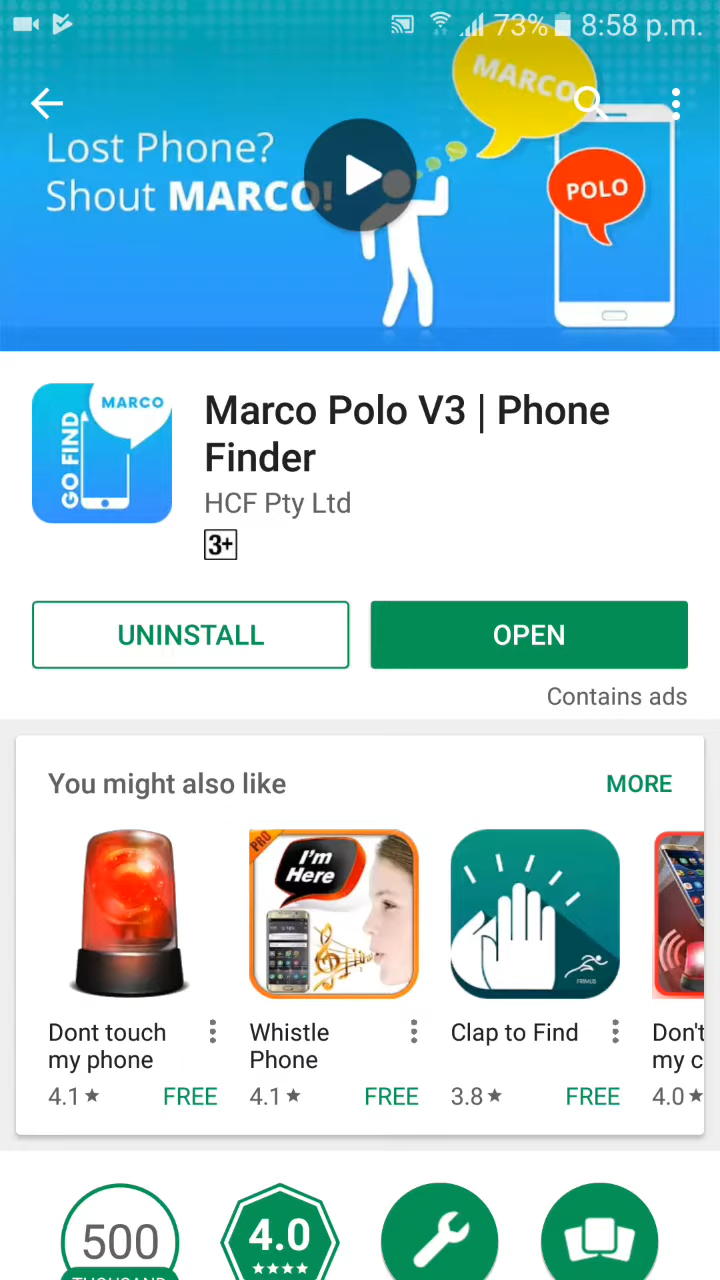 73% 8:58 p.m.
MARCO
Lost Phone?
Shout MARCO!
POLO
GO FIND
MARCO
Marco Polo V3 | Phone
Finder
HCF Pty Ltd
3+
UNINSTALL
OPEN
Contains ads
You might also like
MORE
PRO
I'm
Here
FRIMUS
Dont touch
my phone
Whistle
Phone
Clap to Find
Don't
my c
4.1★ FREE
4.1★ FREE
3.8★ FREE
4.0★
500
THOUSAND
4.0
★★★★